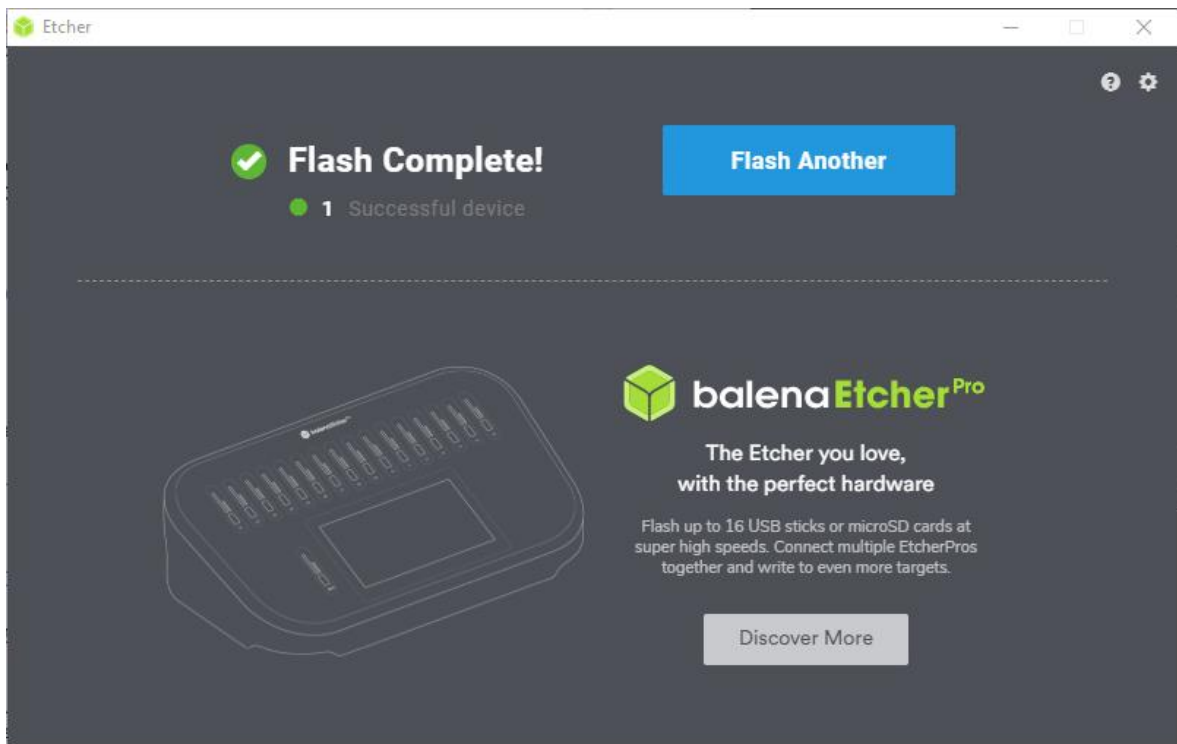 Etcher
Flash Complete!
Flash Another
1 Successful device
balenaEtcher
balenaEtcherPro
The Etcher you love,
with the perfect hardware
Flash up to 16 USB sticks or microSD cards at
super high speeds. Connect multiple EtcherPros
together and write to even more targets.
Discover More